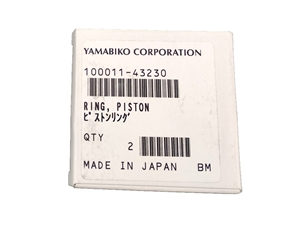 YAMABIKO CORPORATION
100011-43230
RING, PISTON
ﾋﾟｽﾄﾝﾘﾝｸﾞ
QTY
2
MADE IN JAPAN BM